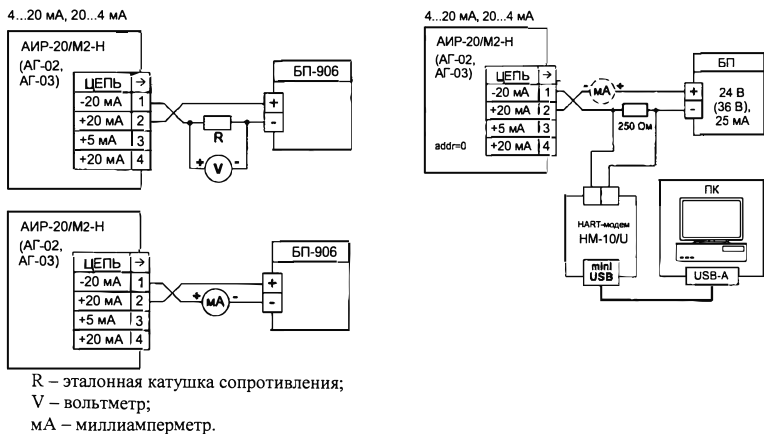 4...20 мА, 20...4 мА
АИР-20/М2-Н
(АГ-02,
АГ-03)
ЦЕПЬ →
-20 мА 1
+20 мА 2
+5 мА 3
+20 мА 4
R
+ V -
БП-906
+
-
АИР-20/М2-Н
(АГ-02,
АГ-03)
ЦЕПЬ →
-20 мА 1
+20 мА 2
+5 мА 3
+20 мА 4
+ мА -
БП-906
+
-
R – эталонная катушка сопротивления;
V – вольтметр;
мА – миллиамперметр.
4...20 мА, 20...4 мА
АИР-20/М2-Н
(АГ-02,
АГ-03)
addr=0
ЦЕПЬ →
-20 мА 1
+20 мА 2
+5 мА 3
+20 мА 4
- мА +
250 Ом
БП
+
-
24 В
(36 В),
25 мА
HART-модем
HM-10/U
mini
USB
ПК
USB-A